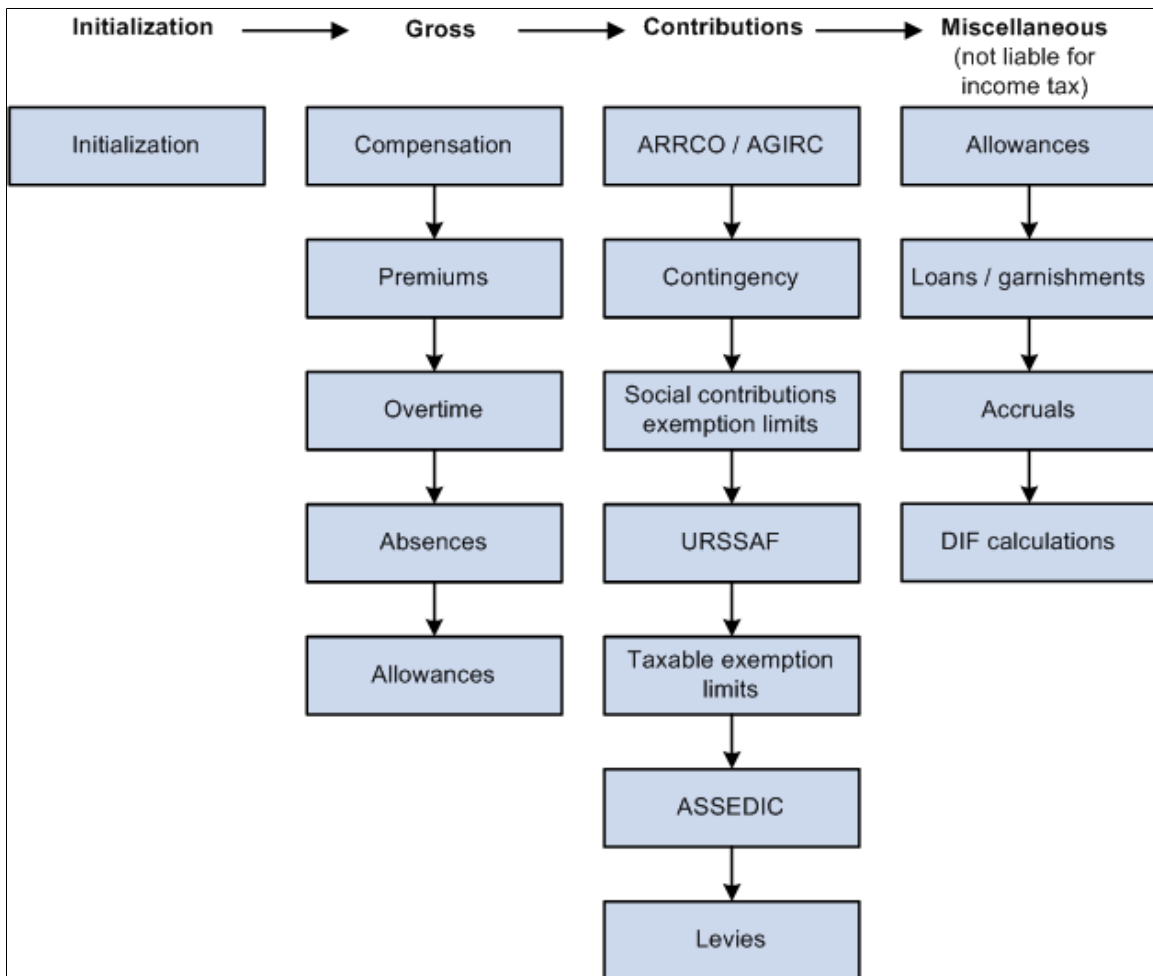 Initialization
Gross
Contributions
Miscellaneous
(not liable for
income tax)
Initialization
Compensation
Premiums
Overtime
Absences
Allowances
ARRCO / AGIRC
Contingency
Social contributions
exemption limits
URSSAF
Taxable exemption
limits
ASSEDIC
Levies
Allowances
Loans / garnishments
Accruals
DIF calculations